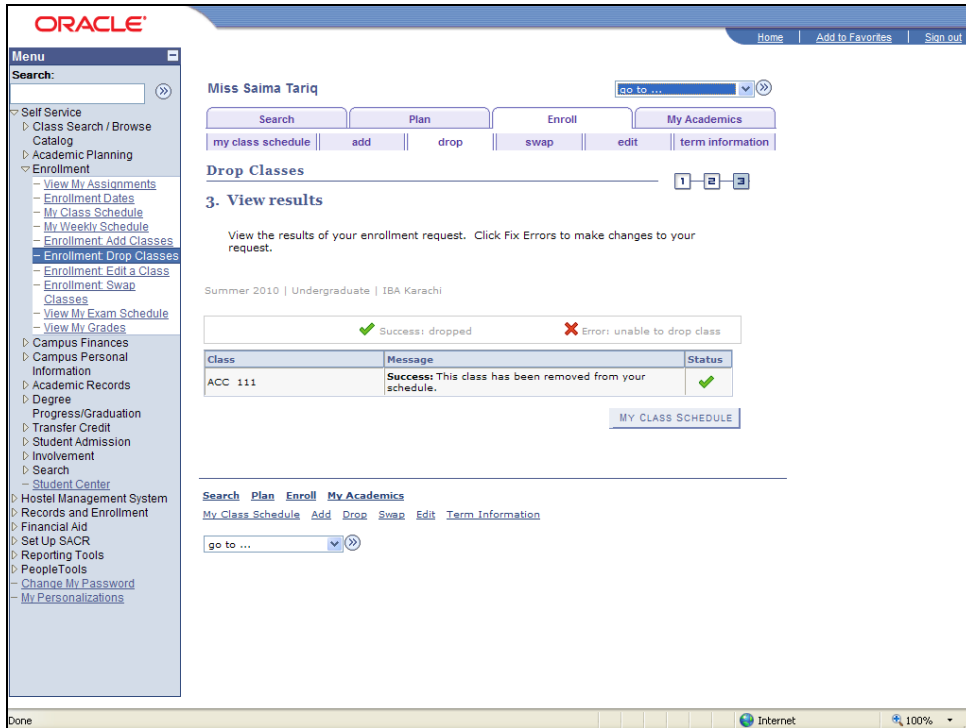 ORACLE
Home Add to Favorites Sign out
Menu
Search:
Self Service
Class Search / Browse
Catalog
Academic Planning
Enrollment
View My Assignments
Enrollment Dates
My Class Schedule
My Weekly Schedule
Enrollment: Add Classes
Enrollment: Drop Classes
Enrollment: Edit a Class
Enrollment: Swap
Classes
View My Exam Schedule
View My Grades
Campus Finances
Campus Personal
Information
Academic Records
Degree
Progress/Graduation
Transfer Credit
Student Admission
Involvement
Search
Student Center
Hostel Management System
Records and Enrollment
Financial Aid
Set Up SACR
Reporting Tools
PeopleTools
Change My Password
My Personalizations
Miss Saima Tariq
go to ...
Search Plan Enroll My Academics
my class schedule add drop swap edit term information
Drop Classes
1 2 3
3. View results
View the results of your enrollment request. Click Fix Errors to make changes to your
request.
Summer 2010 | Undergraduate | IBA Karachi
Success: dropped Error: unable to drop class
Class Message Status
ACC 111 Success: This class has been removed from your
schedule.
MY CLASS SCHEDULE
Search Plan Enroll My Academics
My Class Schedule Add Drop Swap Edit Term Information
go to ...
Done Internet 100%